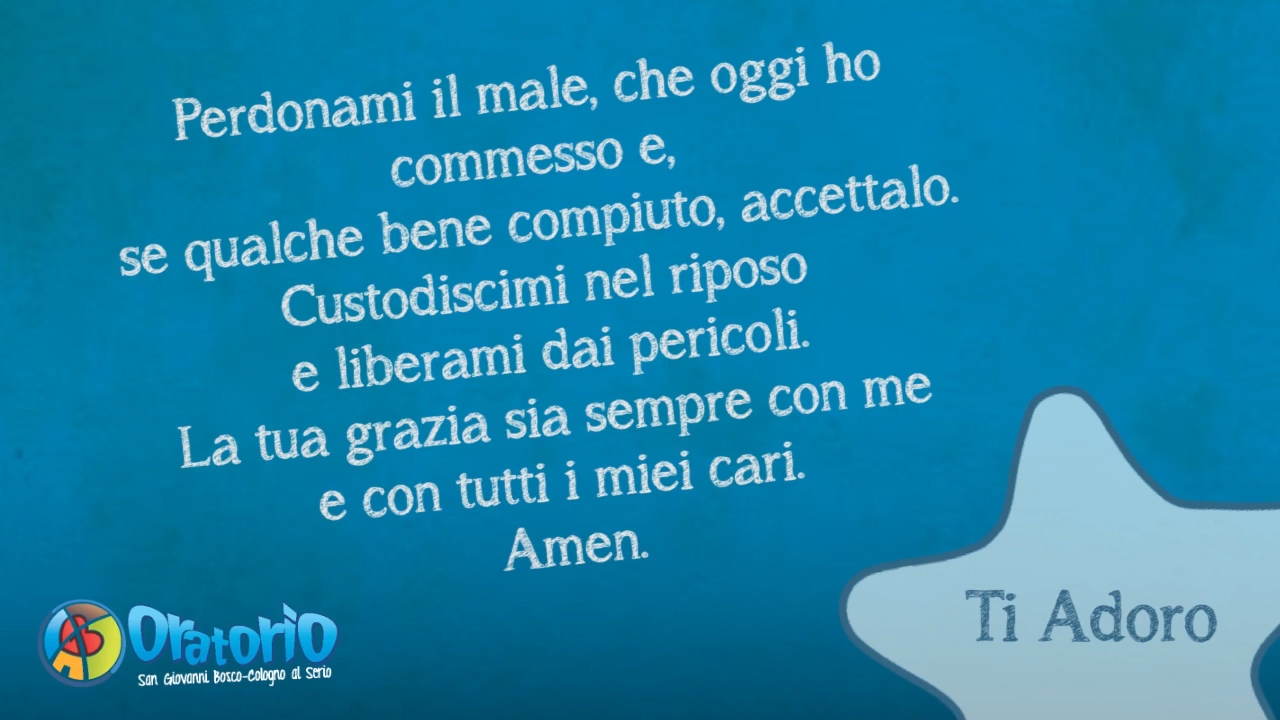 Perdonami il male, che oggi ho
commesso e,
se qualche bene compiuto, accettalo.
Custodiscimi nel riposo
e liberami dai pericoli.
La tua grazia sia sempre con me
e con tutti i miei cari.
Amen.
Ti Adoro
Oratorio
San Giovanni Bosco-Cologno al Serio